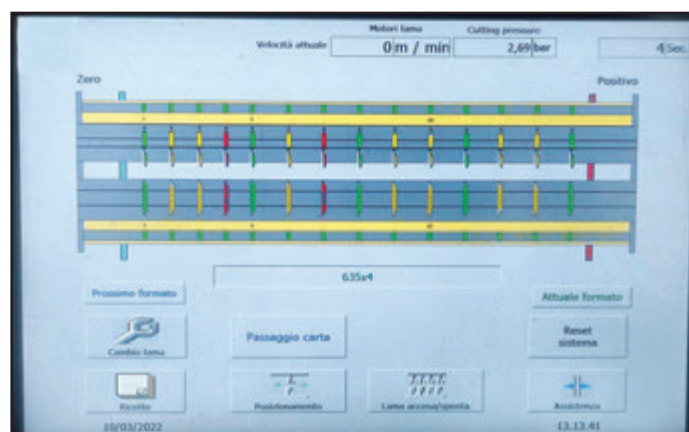 Motori lame Cutting pressure
Velocità attuale 0 m / min 2,69 bar 4 Sec.
Zero Positivo
635x4
Prossimo formato Attuale formato
Cambio lama Passaggio carta Reset sistema
Ricette Posizionamento Lama accesa/spenta Assistenza
10/03/2022 13.13.41